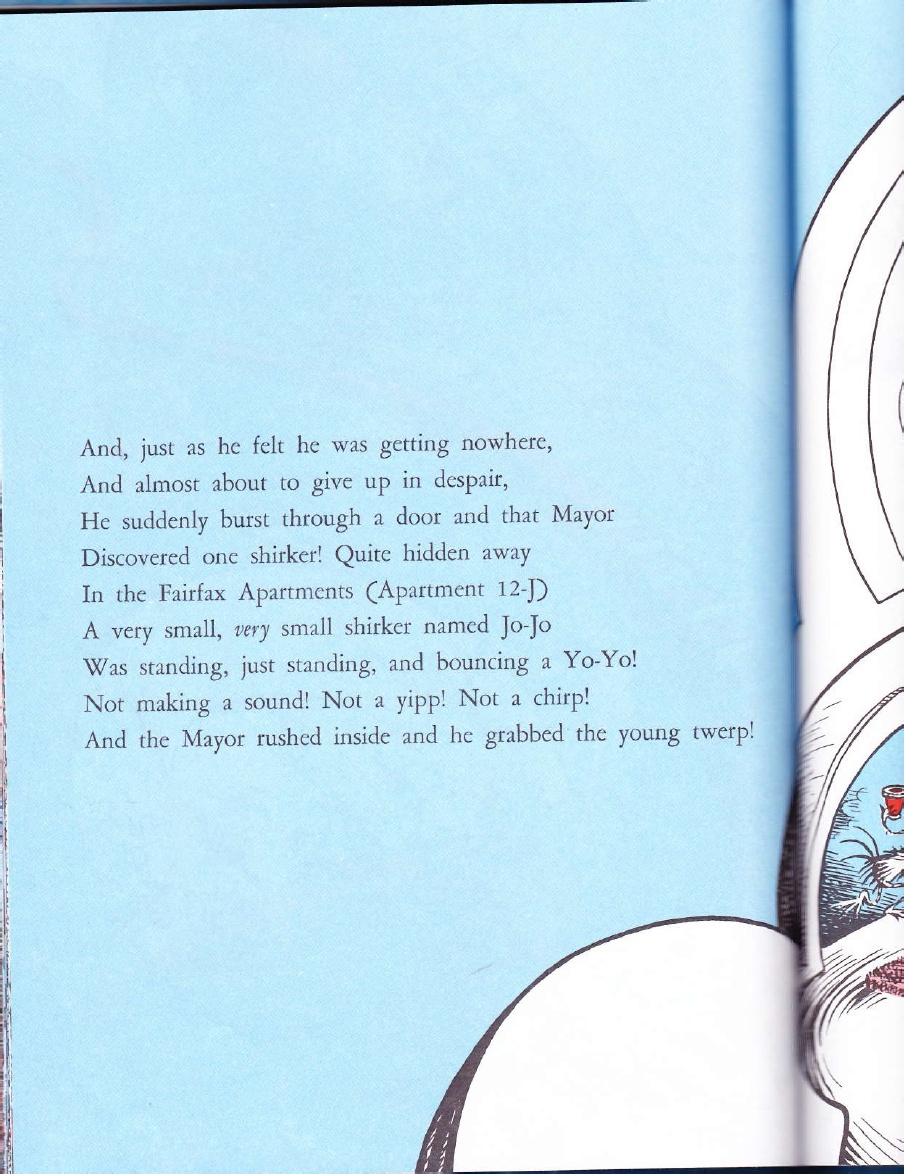 And, just as he felt he was getting nowhere,
And almost about to give up in despair,
He suddenly burst through a door and that Mayor
Discovered one shirker! Quite hidden away
In the Fairfax Apartments (Apartment 12-J)
A very small, very small shirker named Jo-Jo
Was standing, just standing, and bouncing a Yo-Yo!
Not making a sound! Not a yipp! Not a chirp!
And the Mayor rushed inside and he grabbed the young twerp!